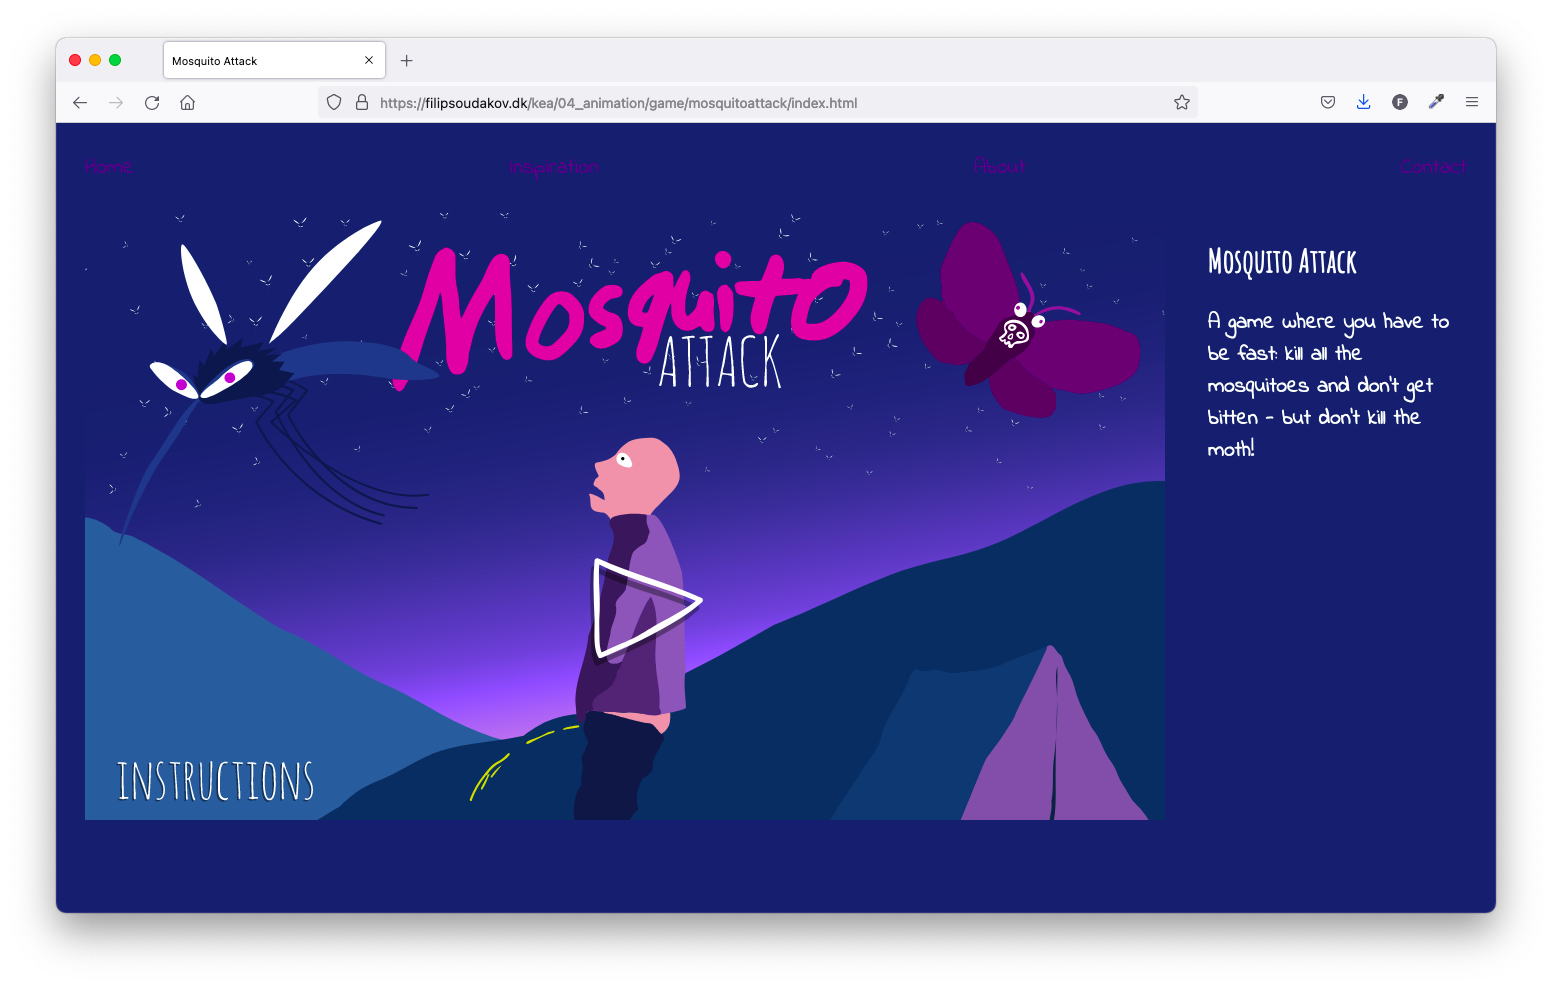 Mosquito Attack
https://filipsoudakov.dk/kea/04_animation/game/mosquitoattack/index.html
F
Home Inspiration About Contact
Mosquito
ATTACK
Mosquito Attack
A game where you have to
be fast: kill all the
mosquitoes and don't get
bitten - but don't kill the
moth!
INSTRUCTIONS